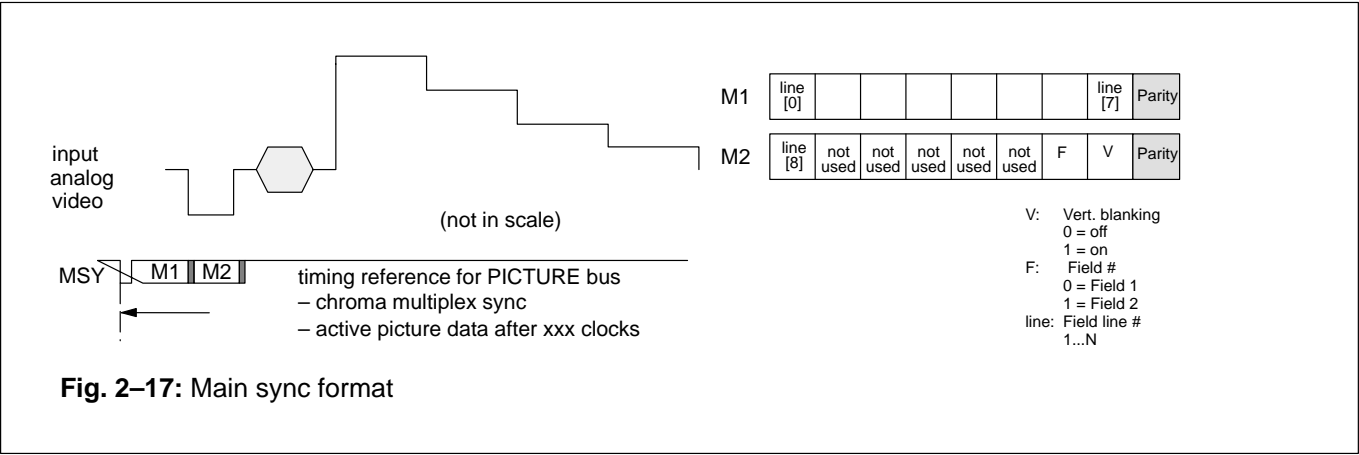 input
analog
video
(not in scale)
MSY
M1
M2
timing reference for PICTURE bus
– chroma multiplex sync
– active picture data after xxx clocks
M1
line
[0]
line
[7]
Parity
M2
line
[8]
not
used
not
used
not
used
not
used
not
used
F
V
Parity
V: Vert. blanking
0 = off
1 = on
F: Field #
0 = Field 1
1 = Field 2
line: Field line #
1...N
Fig. 2–17: Main sync format